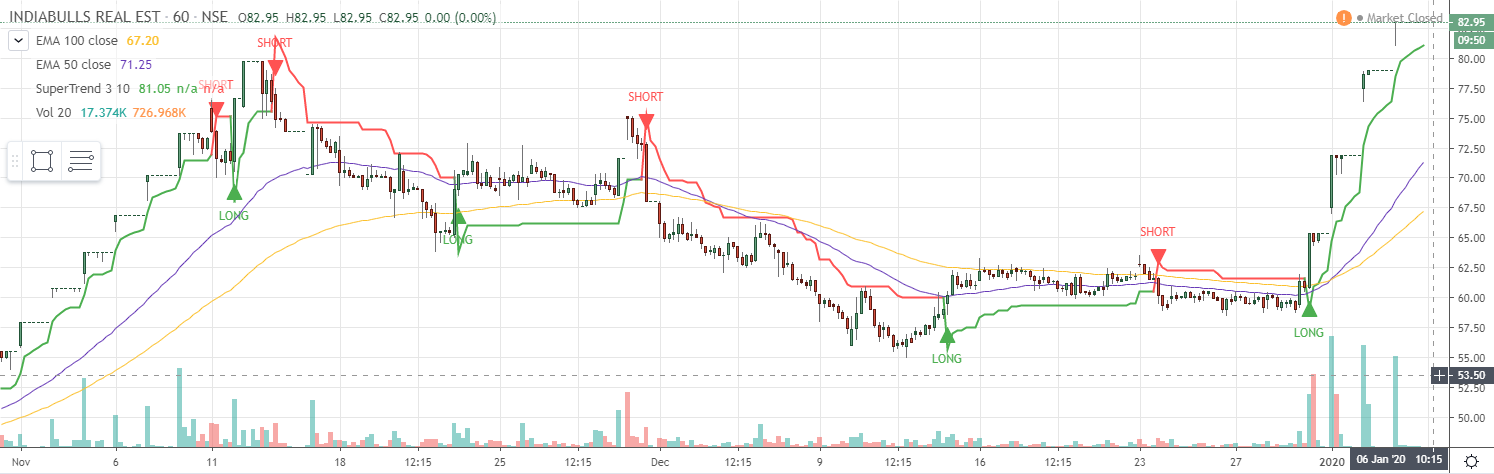 INDIABULLS REAL EST · 60 · NSE O82.95 H82.95 L82.95 C82.95 0.00 (0.00%)
Market Closed
82.95
EMA 100 close 67.20
09:50
EMA 50 close 71.25
SuperTrend 3 10 81.05 n/a n/a
Vol 20 17.374K 726.968K
SHORT
SHORT
SHORT
SHORT
LONG
LONG
LONG
LONG
80.00
77.50
75.00
72.50
70.00
67.50
65.00
62.50
60.00
57.50
55.00
53.50
52.50
50.00
Nov 6 11 18 12:15 25 12:15 Dec 12:15 9 12:15 16 12:15 23 27 2020 06 Jan '20 10:15